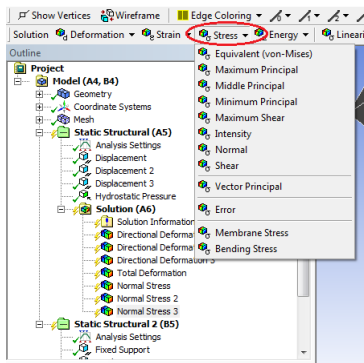 Show Vertices Wireframe Edge Coloring
Solution Deformation Strain Stress Energy Lineari
Outline
Project
Model (A4, B4)
Geometry
Coordinate Systems
Mesh
Static Structural (A5)
Analysis Settings
Displacement
Displacement 2
Displacement 3
Hydrostatic Pressure
Solution (A6)
Solution Information
Directional Deforma
Directional Deforma
Directional Deformation 3
Total Deformation
Normal Stress
Normal Stress 2
Normal Stress 3
Static Structural 2 (B5)
Analysis Settings
Fixed Support
Equivalent (von-Mises)
Maximum Principal
Middle Principal
Minimum Principal
Maximum Shear
Intensity
Normal
Shear
Vector Principal
Error
Membrane Stress
Bending Stress